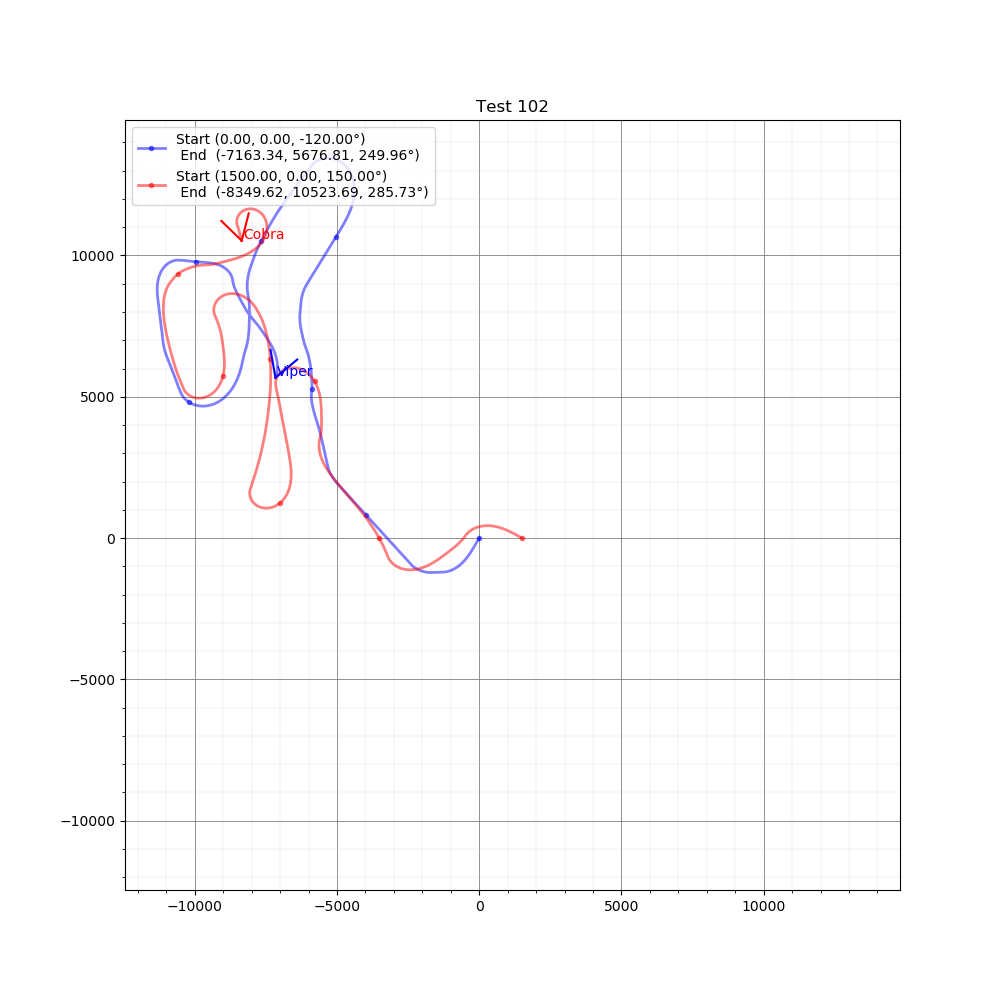 Test 102
Start (0.00, 0.00, -120.00°)
End  (-7163.34, 5676.81, 249.96°)
Start (1500.00, 0.00, 150.00°)
End  (-8349.62, 10523.69, 285.73°)
Cobra
Viper
10000
5000
0
−5000
−10000
−10000
−5000
0
5000
10000